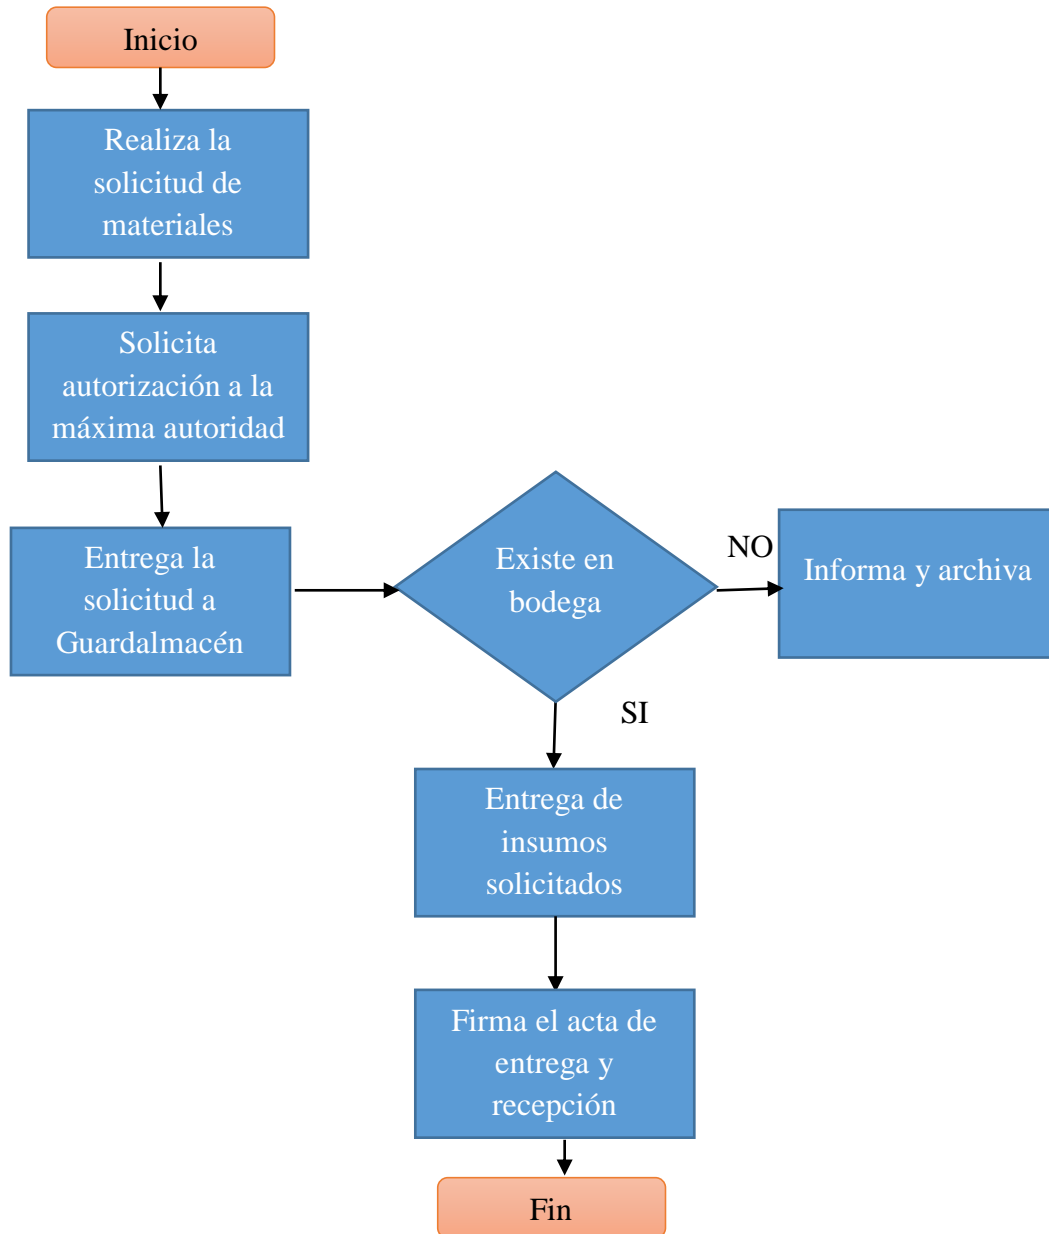 Inicio
Realiza la
solicitud de
materiales
Solicita
autorización a la
máxima autoridad
Entrega la
solicitud a
Guardalmacén
Existe en
bodega
NO
Informa y archiva
SI
Entrega de
insumos
solicitados
Firma el acta de
entrega y
recepción
Fin